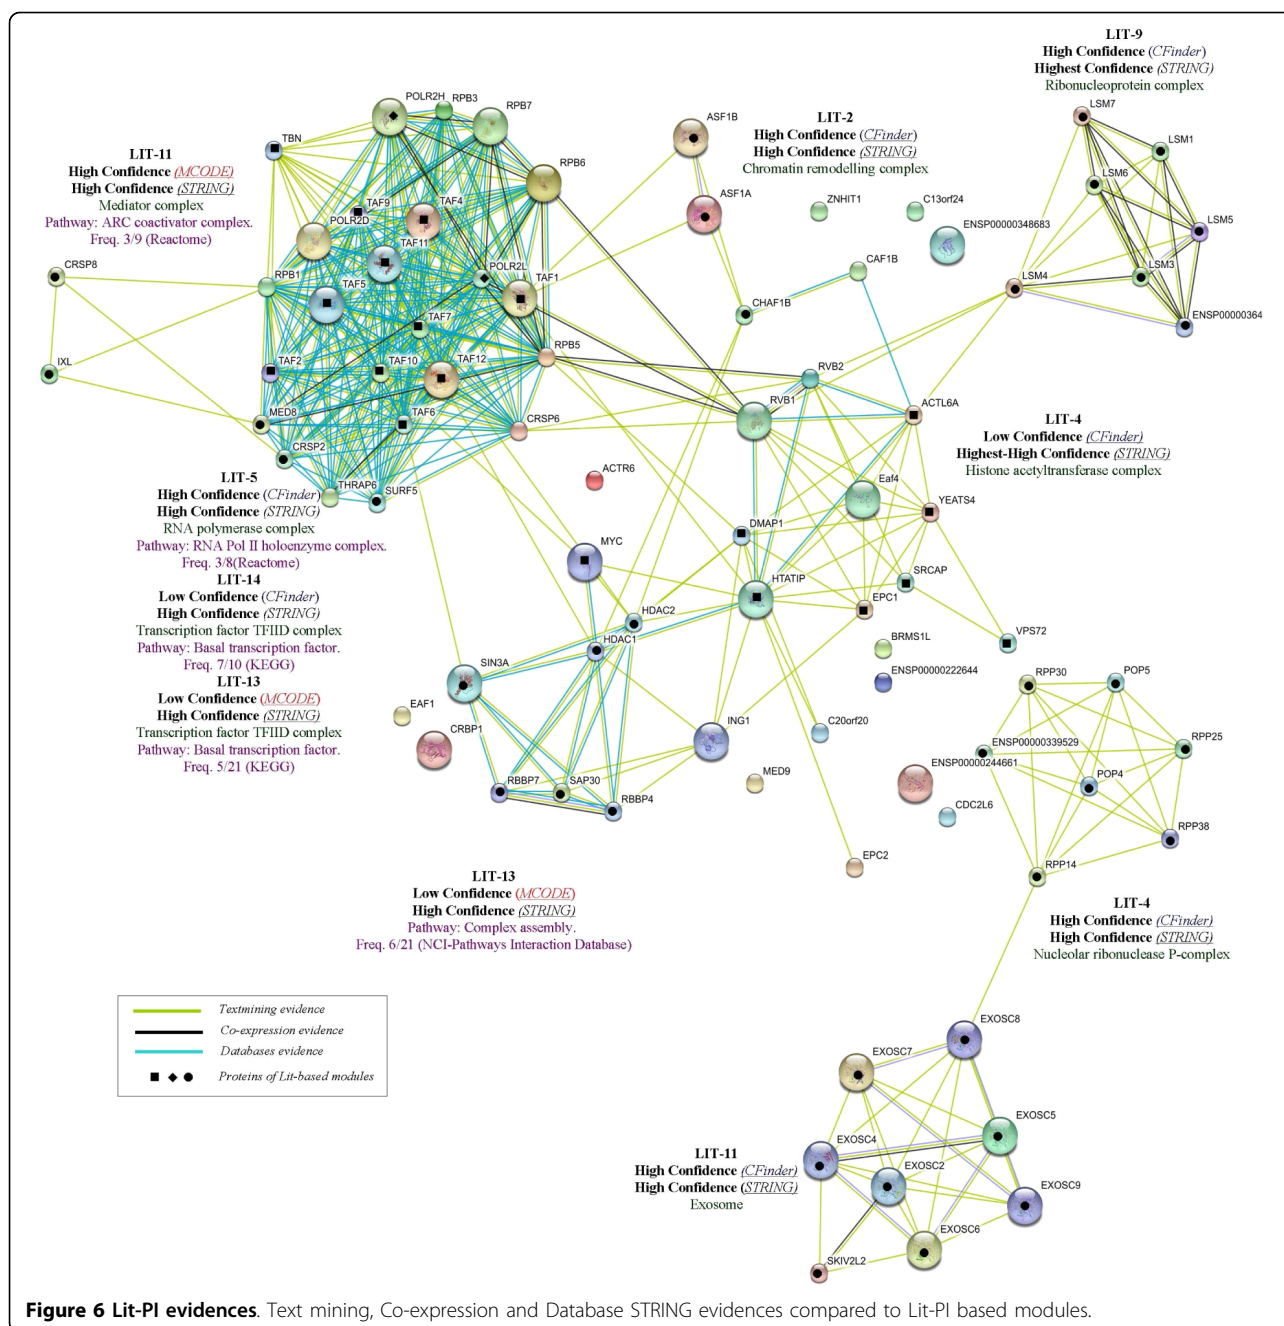 LIT-9
High Confidence (CFinder)
Highest Confidence (STRING)
Ribonucleoprotein complex
LSM7
LSM1
LSM6
LSM5
LSM3
LSM4
ENSP00000364
POLR2H
RPB3
RPB7
TBN
RPB6
TAF9
TAF4
POLR2D
TAF11
RPB1
POLR2L
TAF1
TAF5
TAF7
RPB5
TAF2
TAF10
TAF12
MED8
TAF6
CRSP6
CRSP2
THRAP6
SURF5
CRSP8
IXL
LIT-11
High Confidence (MCODE)
High Confidence (STRING)
Mediator complex
Pathway: ARC coactivator complex.
Freq. 3/9 (Reactome)
ASF1B
ASF1A
LIT-2
High Confidence (CFinder)
High Confidence (STRING)
Chromatin remodelling complex
ZNHIT1
C13orf24
ENSP00000348683
CAF1B
CHAF1B
RVB2
RVB1
ACTL6A
LIT-4
Low Confidence (CFinder)
Highest-High Confidence (STRING)
Histone acetyltransferase complex
Eaf4
YEATS4
DMAP1
SRCAP
HTATIP
EPC1
VPS72
BRMS1L
ENSP00000222644
C20orf20
ACTR6
MYC
HDAC2
HDAC1
SIN3A
EAF1
CRBP1
ING1
MED9
RBBP7
SAP30
RBBP4
EPC2
LIT-5
High Confidence (CFinder)
High Confidence (STRING)
RNA polymerase complex
Pathway: RNA Pol II holoenzyme complex.
Freq. 3/8(Reactome)
LIT-14
Low Confidence (CFinder)
High Confidence (STRING)
Transcription factor TFIID complex
Pathway: Basal transcription factor.
Freq. 7/10 (KEGG)
LIT-13
Low Confidence (MCODE)
High Confidence (STRING)
Transcription factor TFIID complex
Pathway: Basal transcription factor.
Freq. 5/21 (KEGG)
RPP30
POP5
ENSP00000339529
RPP25
ENSP00000244661
POP4
CDC2L6
RPP38
RPP14
LIT-4
High Confidence (CFinder)
High Confidence (STRING)
Nucleolar ribonuclease P-complex
LIT-13
Low Confidence (MCODE)
High Confidence (STRING)
Pathway: Complex assembly.
Freq. 6/21 (NCI-Pathways Interaction Database)
Textmining evidence
Co-expression evidence
Databases evidence
Proteins of Lit-based modules
EXOSC8
EXOSC7
EXOSC5
EXOSC4
EXOSC2
EXOSC9
EXOSC6
SKIV2L2
LIT-11
High Confidence (CFinder)
High Confidence (STRING)
Exosome
Figure 6 Lit-PI evidences. Text mining, Co-expression and Database STRING evidences compared to Lit-PI based modules.